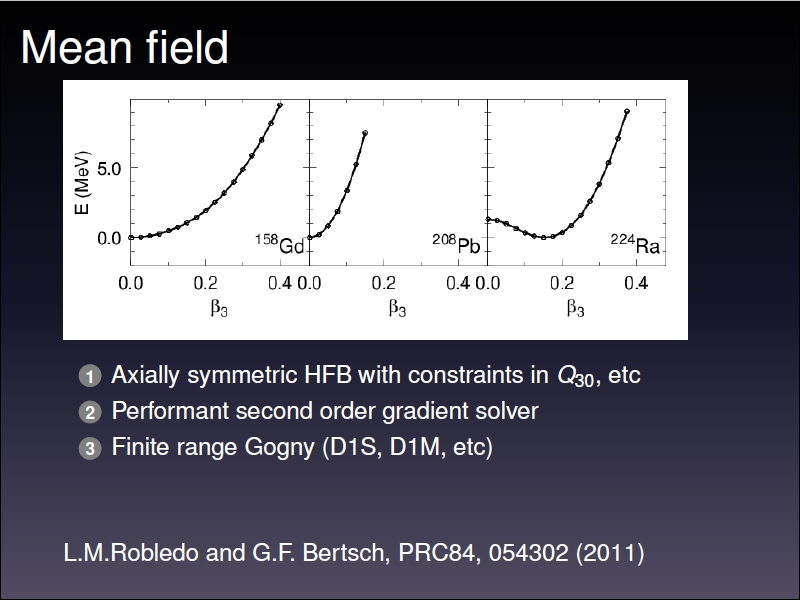 Mean field
E (MeV)
5.0
0.0
158Gd
208Pb
224Ra
0.0 0.2 0.4 0.0 0.2 0.4 0.0 0.2 0.4
β3 β3 β3
1 Axially symmetric HFB with constraints in Q30, etc
2 Performant second order gradient solver
3 Finite range Gogny (D1S, D1M, etc)
L.M.Robledo and G.F. Bertsch, PRC84, 054302 (2011)